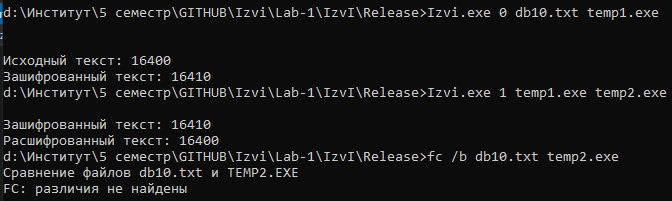 d:\Институт\5 семестр\GITHUB\Izvi\Lab-1\IzvI\Release>Izvi.exe 0 db10.txt temp1.exe
Исходный текст: 16400
Зашифрованный текст: 16410
d:\Институт\5 семестр\GITHUB\Izvi\Lab-1\IzvI\Release>Izvi.exe 1 temp1.exe temp2.exe
Зашифрованный текст: 16410
Расшифрованный текст: 16400
d:\Институт\5 семестр\GITHUB\Izvi\Lab-1\IzvI\Release>fc /b db10.txt temp2.exe
Сравнение файлов db10.txt и TEMP2.EXE
FC: различия не найдены